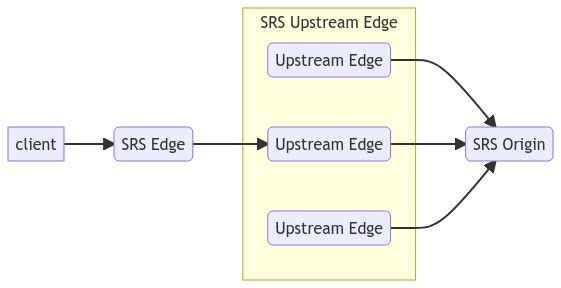 SRS Upstream Edge
Upstream Edge
client
SRS Edge
Upstream Edge
SRS Origin
Upstream Edge